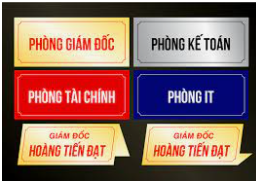 PHÒNG GIÁM ĐỐC
PHÒNG KẾ TOÁN
PHÒNG TÀI CHÍNH
PHÒNG IT
GIÁM ĐỐC
HOÀNG TIẾN ĐẠT
GIÁM ĐỐC
HOÀNG TIẾN ĐẠT